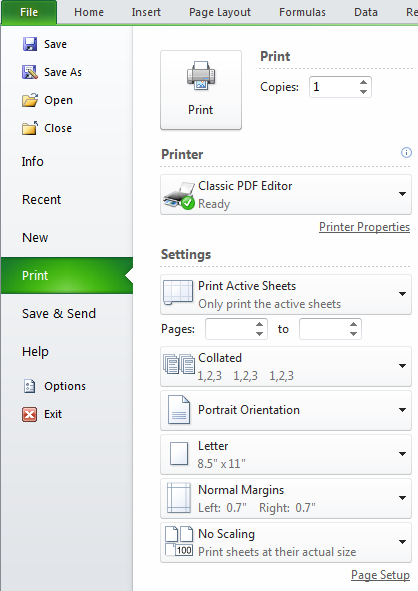 File Home Insert Page Layout Formulas Data Re
Save
Save As
Open
Close
Info
Recent
New
Print
Save & Send
Help
Options
Exit
Print
Print
Copies: 1
Printer
Classic PDF Editor
Ready
Printer Properties
Settings
Print Active Sheets
Only print the active sheets
Pages: to
Collated
1,2,3 1,2,3 1,2,3
Portrait Orientation
Letter
8.5" x 11"
Normal Margins
Left: 0.7" Right: 0.7"
No Scaling
Print sheets at their actual size
100
Page Setup